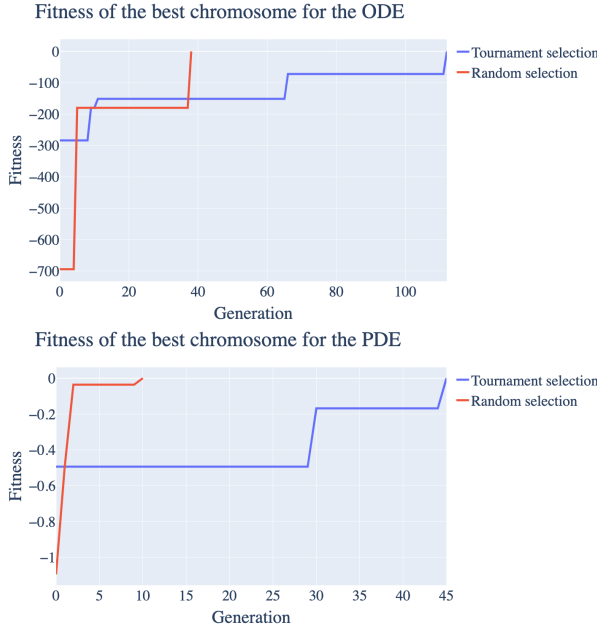 Fitness of the best chromosome for the ODE
0
−100
−200
−300
−400
−500
−600
−700
Fitness
0 20 40 60 80 100
Generation
Tournament selection
Random selection
Fitness of the best chromosome for the PDE
0
−0.2
−0.4
−0.6
−0.8
−1
Fitness
0 5 10 15 20 25 30 35 40 45
Generation
Tournament selection
Random selection